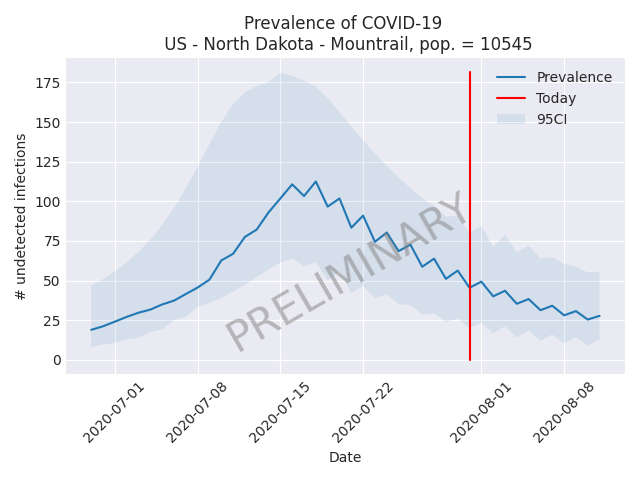 Prevalence of COVID-19
US - North Dakota - Mountrail, pop. = 10545
175
150
125
100
75
50
25
0
# undetected infections
Prevalence
Today
95CI
PRELIMINARY
2020-07-01
2020-07-08
2020-07-15
2020-07-22
2020-08-01
2020-08-08
Date